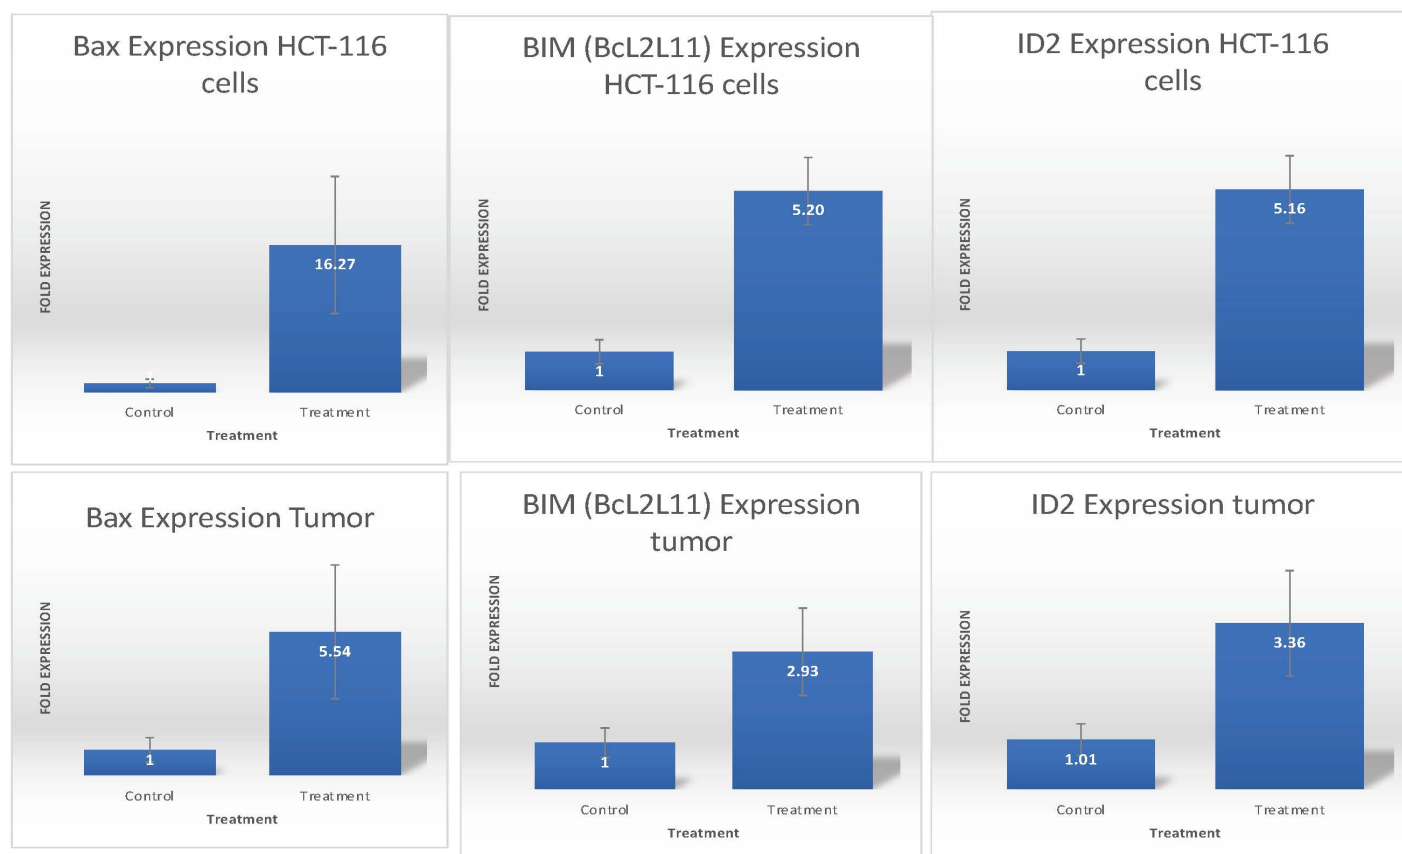 Bax Expression HCT-116
cells
FOLD EXPRESSION
16.27
Control
Treatment
Treatment
BIM (BcL2L11) Expression
HCT-116 cells
FOLD EXPRESSION
1
5.20
Control
Treatment
Treatment
ID2 Expression HCT-116
cells
FOLD EXPRESSION
1
5.16
Control
Treatment
Treatment
Bax Expression Tumor
FOLD EXPRESSION
1
5.54
Control
Treatment
Treatment
BIM (BcL2L11) Expression
tumor
FOLD EXPRESSION
1
2.93
Control
Treatment
Treatment
ID2 Expression tumor
FOLD EXPRESSION
1.01
3.36
Control
Treatment
Treatment